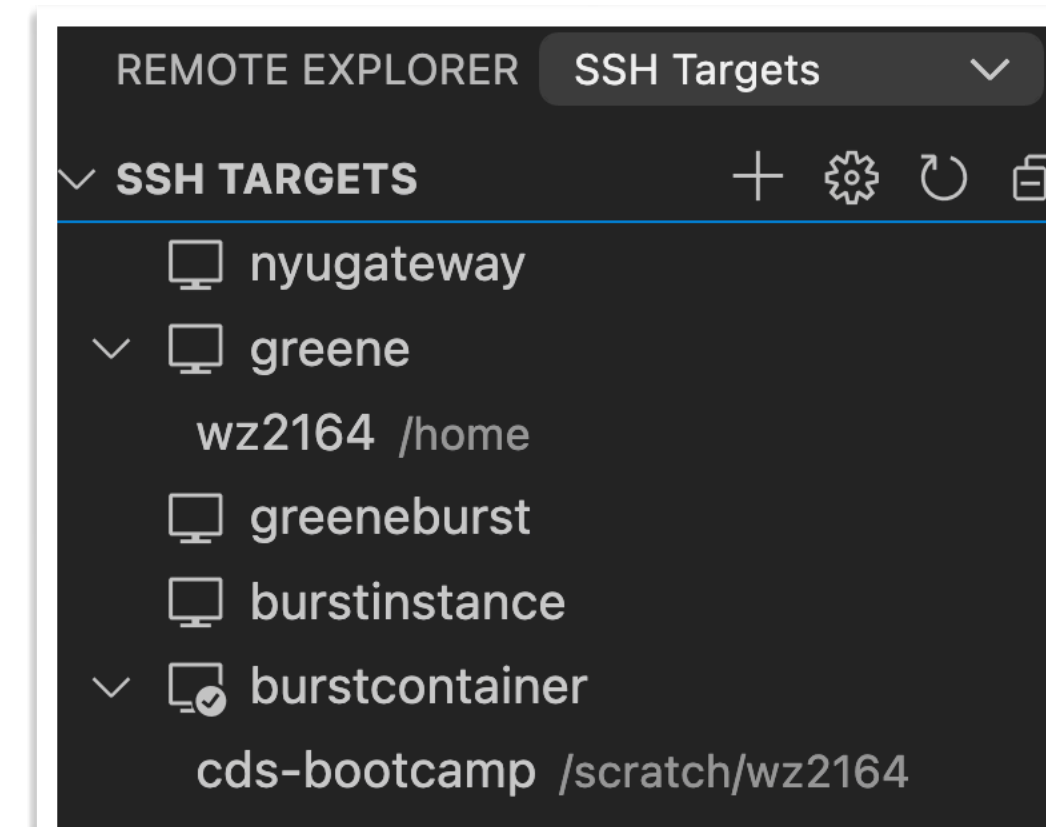 REMOTE EXPLORER SSH Targets
SSH TARGETS
nyugateway
greene
wz2164 /home
greeneburst
burstinstance
burstcontainer
cds-bootcamp /scratch/wz2164